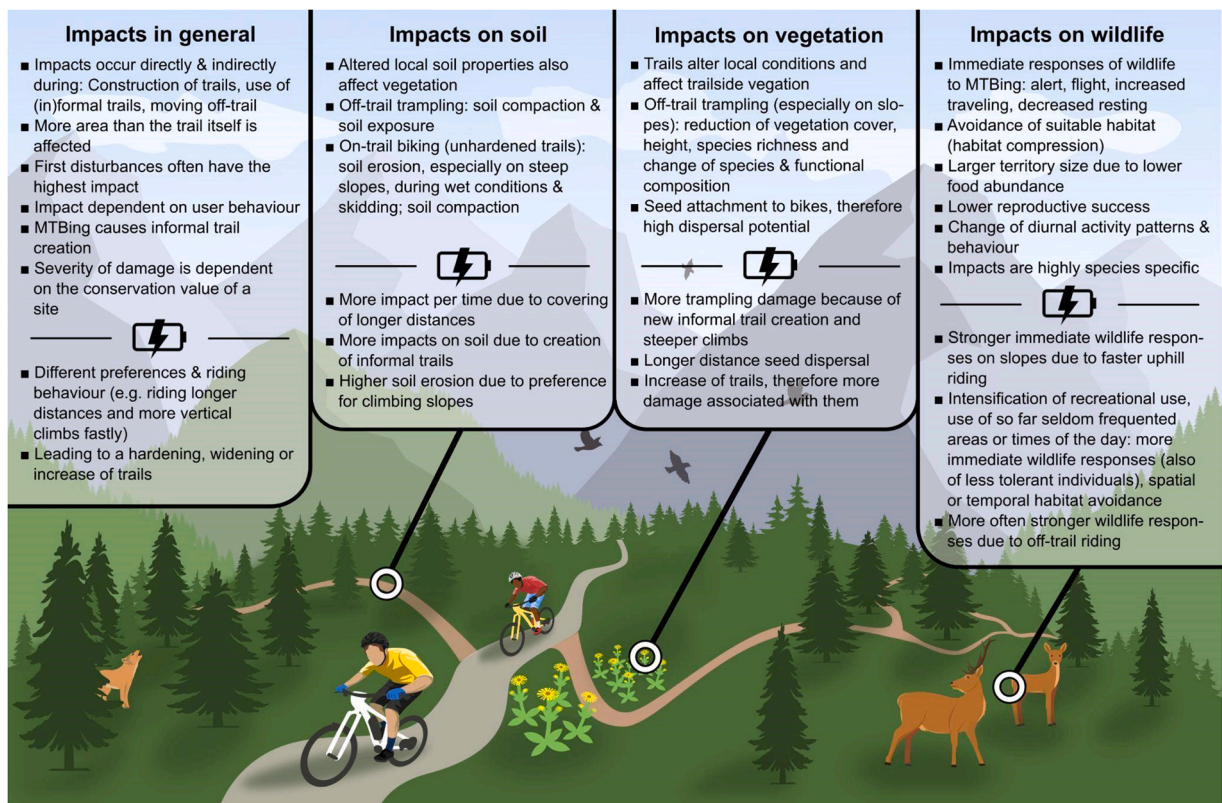 Impacts in general
▪ Impacts occur directly & indirectly
during: Construction of trails, use of
(in)formal trails, moving off-trail
▪ More area than the trail itself is
affected
▪ First disturbances often have the
highest impact
▪ Impact dependent on user behaviour
▪ MTBing causes informal trail
creation
▪ Severity of damage is dependent
on the conservation value of a
site
▪ Different preferences & riding
behaviour (e.g. riding longer
distances and more vertical
climbs fastly)
▪ Leading to a hardening, widening or
increase of trails
Impacts on soil
▪ Altered local soil properties also
affect vegetation
▪ Off-trail trampling: soil compaction &
soil exposure
▪ On-trail biking (unhardened trails):
soil erosion, especially on steep
slopes, during wet conditions &
skidding; soil compaction
▪ More impact per time due to covering
of longer distances
▪ More impacts on soil due to creation
of informal trails
▪ Higher soil erosion due to preference
for climbing slopes
Impacts on vegetation
▪ Trails alter local conditions and
affect trailside vegation
▪ Off-trail trampling (especially on slo-
pes): reduction of vegetation cover,
height, species richness and
change of species & functional
composition
▪ Seed attachment to bikes, therefore
high dispersal potential
▪ More trampling damage because of
new informal trail creation and
steeper climbs
▪ Longer distance seed dispersal
▪ Increase of trails, therefore more
damage associated with them
Impacts on wildlife
▪ Immediate responses of wildlife
to MTBing: alert, flight, increased
traveling, decreased resting
▪ Avoidance of suitable habitat
(habitat compression)
▪ Larger territory size due to lower
food abundance
▪ Lower reproductive success
▪ Change of diurnal activity patterns &
behaviour
▪ Impacts are highly species specific
▪ Stronger immediate wildlife respon-
ses on slopes due to faster uphill
riding
▪ Intensification of recreational use,
use of so far seldom frequented
areas or times of the day: more
immediate wildlife responses (also
of less tolerant individuals), spatial
or temporal habitat avoidance
▪ More often stronger wildlife respon-
ses due to off-trail riding